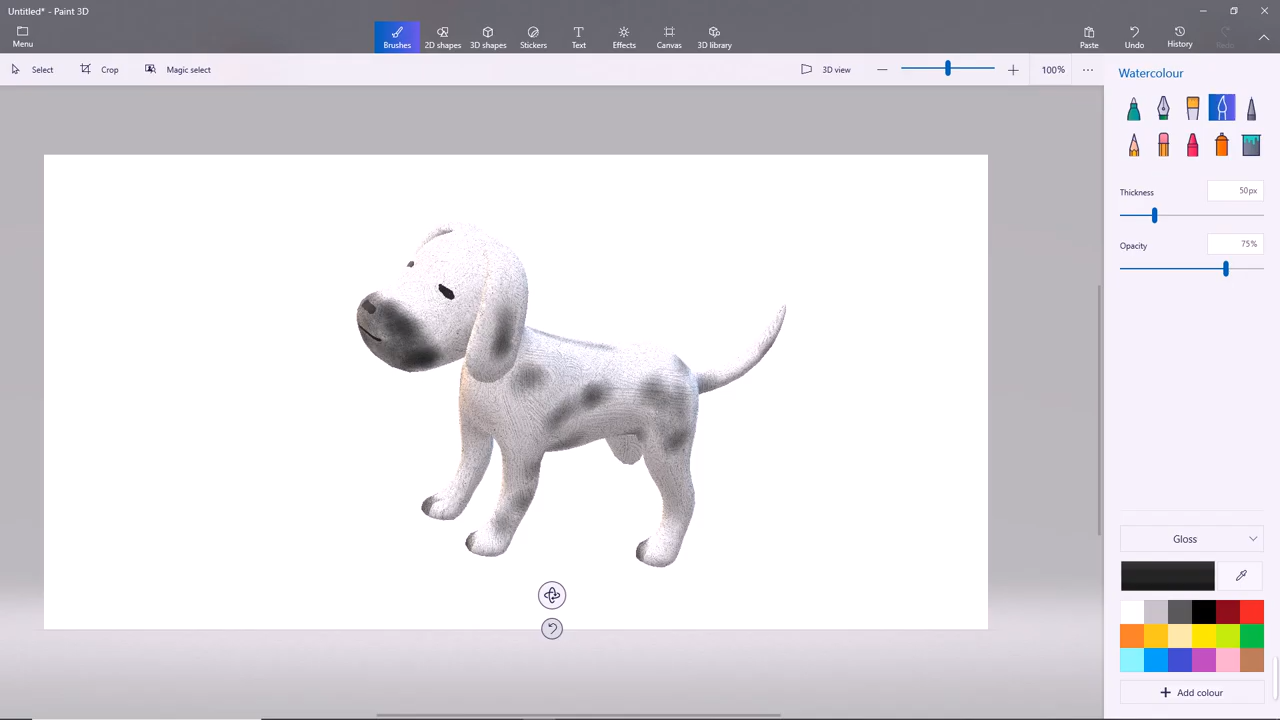 Untitled* - Paint 3D
Menu
Brushes
2D shapes
3D shapes
Stickers
Text
Effects
Canvas
3D library
Paste
Undo
History
Redo
Select
Crop
Magic select
3D view
100%
Watercolour
Thickness
50px
Opacity
75%
Gloss
Add colour